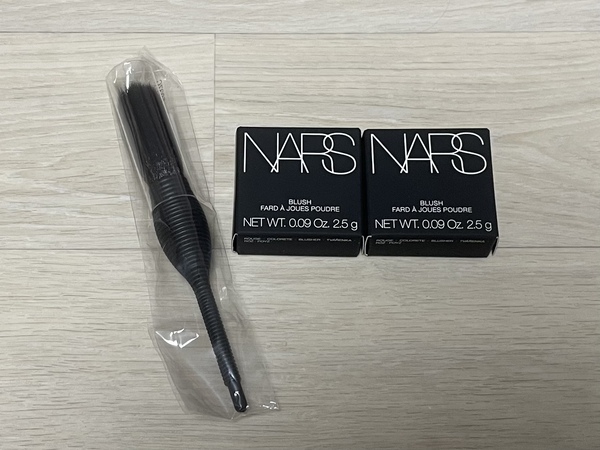 NARS
BLUSH
FARD À JOUES POUDRE
NET WT. 0.09 Oz. 2.5 g
NARS
BLUSH
FARD À JOUES POUDRE
NET WT. 0.09 Oz. 2.5 g